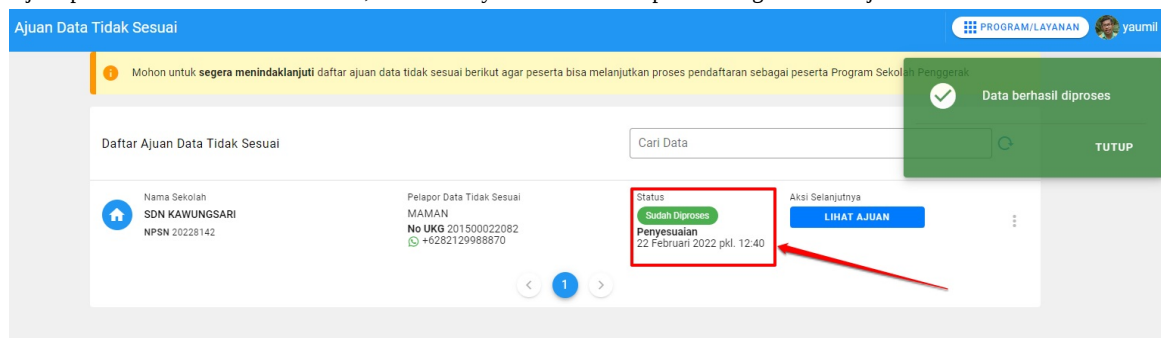 Ajuan Data Tidak Sesuai
PROGRAM/LAYANAN
yaumil
Mohon untuk segera menindaklanjuti daftar ajuan data tidak sesuai berikut agar peserta bisa melanjutkan proses pendaftaran sebagai peserta Program Sekolah Penggerak
Data berhasil diproses
TUTUP
Daftar Ajuan Data Tidak Sesuai
Cari Data
Nama Sekolah
SDN KAWUNGSARI
NPSN 20228142
Pelapor Data Tidak Sesuai
MAMAN
No UKG 201500022082
+6282129988870
Status
Sudah Diproses
Penyesuaian
22 Februari 2022 pkl. 12:40
Aksi Selanjutnya
LIHAT AJUAN
1